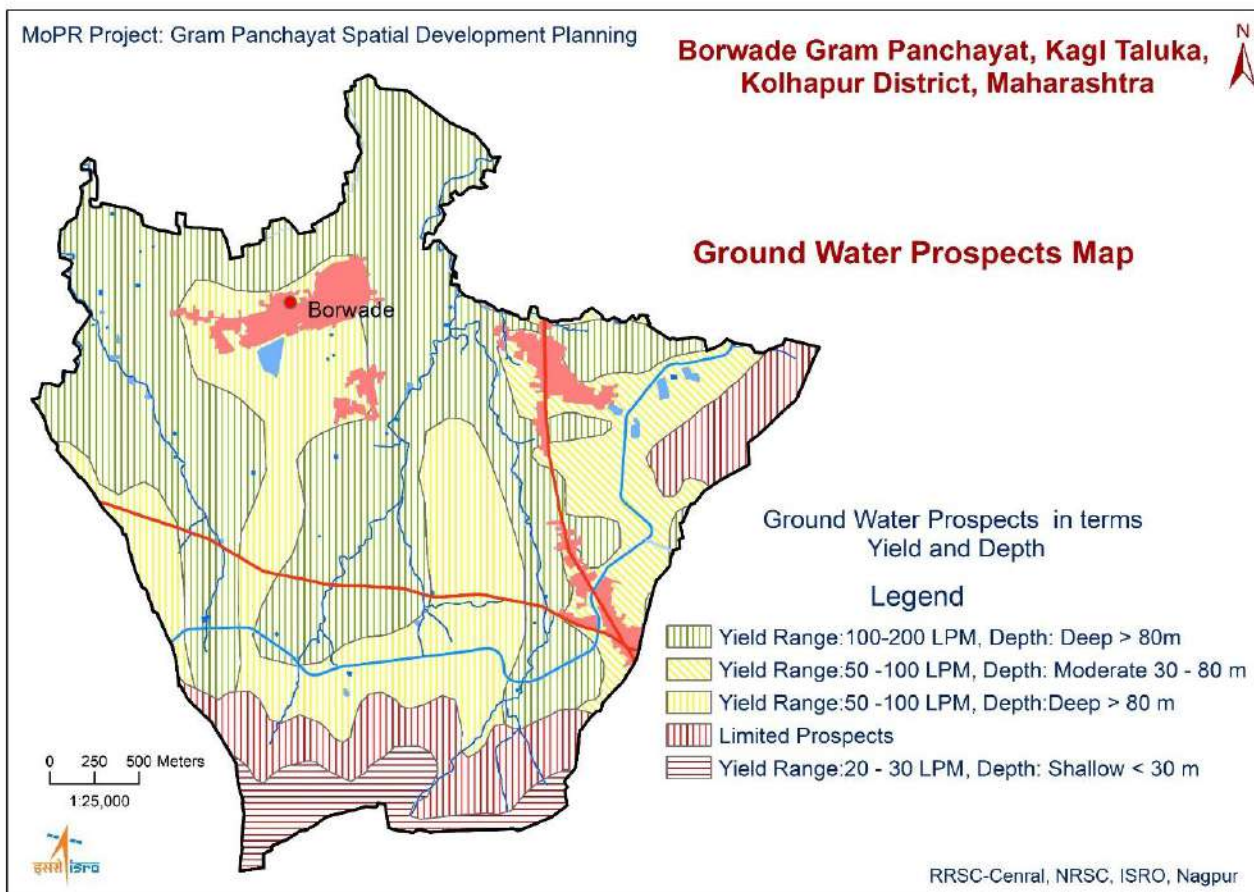 MoPR Project: Gram Panchayat Spatial Development Planning
Borwade Gram Panchayat, Kagl Taluka,
Kolhapur District, Maharashtra
N
Ground Water Prospects Map
Borwade
Ground Water Prospects in terms
Yield and Depth
Legend
Yield Range:100-200 LPM, Depth: Deep > 80m
Yield Range:50 -100 LPM, Depth: Moderate 30 - 80 m
Yield Range:50 -100 LPM, Depth:Deep > 80 m
Limited Prospects
Yield Range:20 - 30 LPM, Depth: Shallow < 30 m
0 250 500 Meters
1:25,000
इसरो isro
RRSC-Cenral, NRSC, ISRO, Nagpur